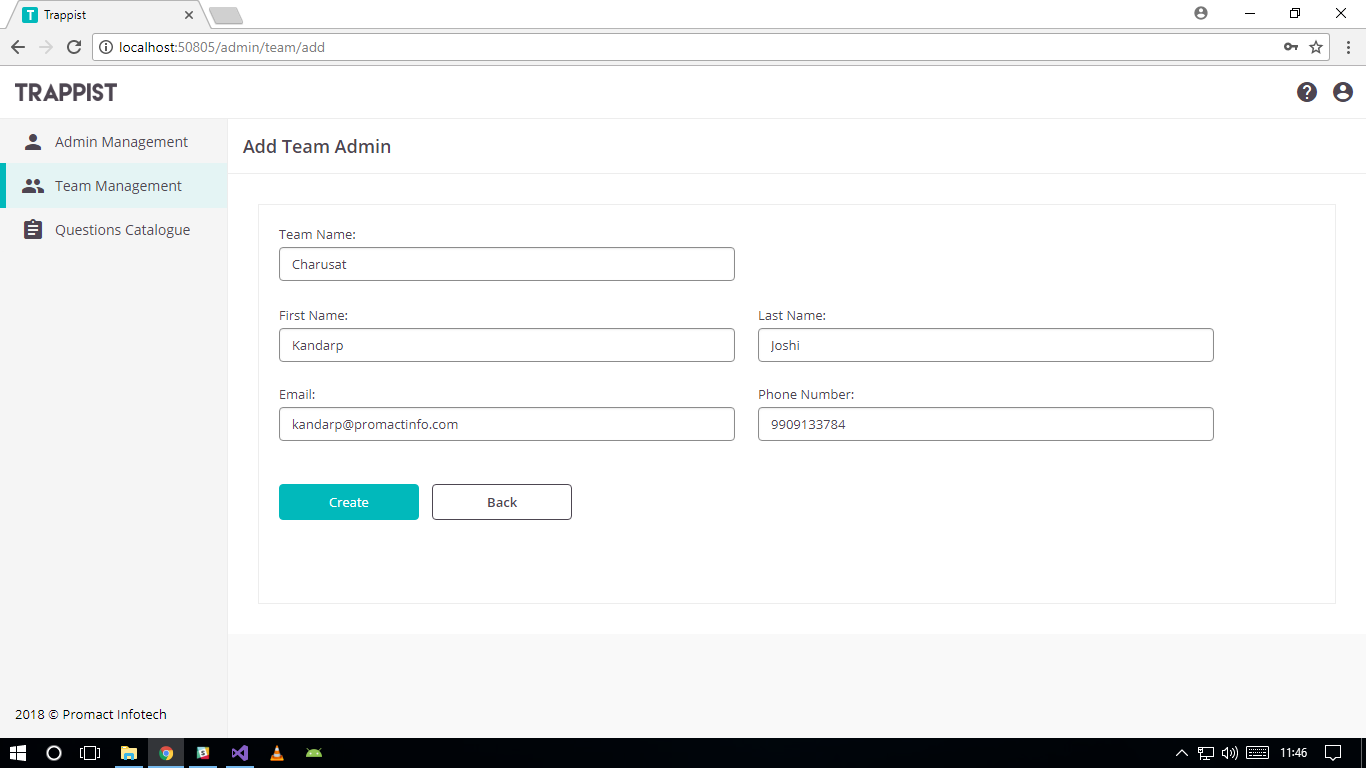 Trappist
localhost:50805/admin/team/add
TRAPPIST
Admin Management
Team Management
Questions Catalogue
Add Team Admin
Team Name:
Charusat
First Name: Last Name:
Kandarp Joshi
Email: Phone Number:
kandarp@promactinfo.com 9909133784
Create Back
2018 © Promact Infotech
11:46